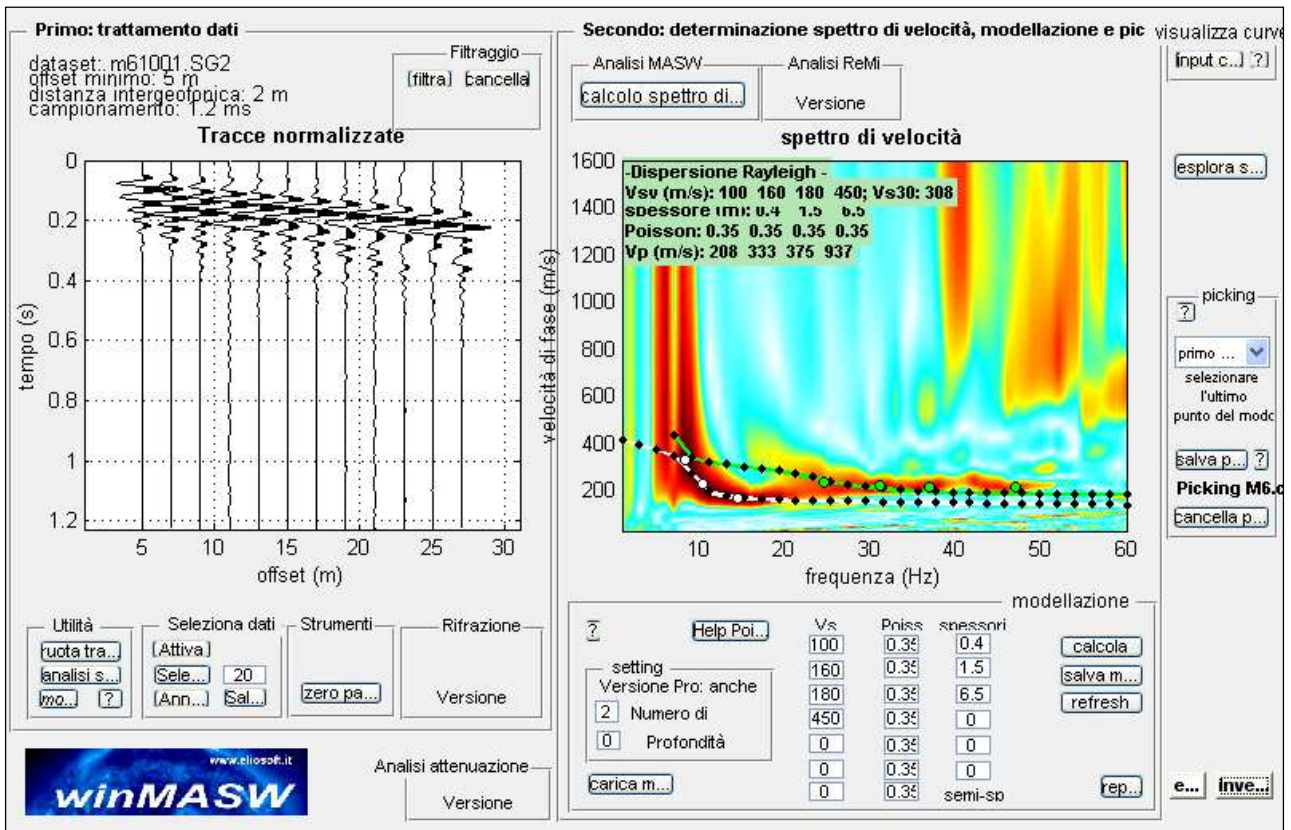 Primo: trattamento dati
dataset: m61001.SG2
offset minimo: 5 m
distanza intergeofonica: 2 m
campionamento: 1.2 ms
Filtraggio
filtra cancella
Tracce normalizzate
0
0.2
0.4
0.6
0.8
1
1.2
tempo (s)
5 10 15 20 25 30
offset (m)
Utilità
ruota tra...
analisi s...
mo... ?
Seleziona dati
Attiva
Sele... 20
Ann... Sal...
Strumenti
zero pa...
Rifrazione
Versione
www.eliosoft.it
winMASW
Analisi attenuazione
Versione
Secondo: determinazione spettro di velocità, modellazione e pic
Analisi MASW
calcolo spettro di...
Analisi ReMi
Versione
spettro di velocità
-Dispersione Rayleigh -
Vsv (m/s): 100 160 180 450; Vs30: 308
spessore (m): 0.4 1.5 6.5
Poisson: 0.35 0.35 0.35 0.35
Vp (m/s): 208 333 375 937
1600
1400
1200
1000
800
600
400
200
velocità di fase (m/s)
10 20 30 40 50 60
frequenza (Hz)
modellazione
? Help Poi...
setting
Versione Pro: anche
2 Numero di
0 Profondità
carica m...
Vs Poiss spessori
100 0.35 0.4
160 0.35 1.5
180 0.35 6.5
450 0.35 0
0 0.35 0
0 0.35 0
0 0.35 semi-sp
calcola
salva m...
refresh
rep...
visualizza curve
input c... ?
esplora s...
picking
?
primo ...
selezionare
l'ultimo
punto del modo
salva p... ?
Picking M6.c
cancella p...
e... inve...